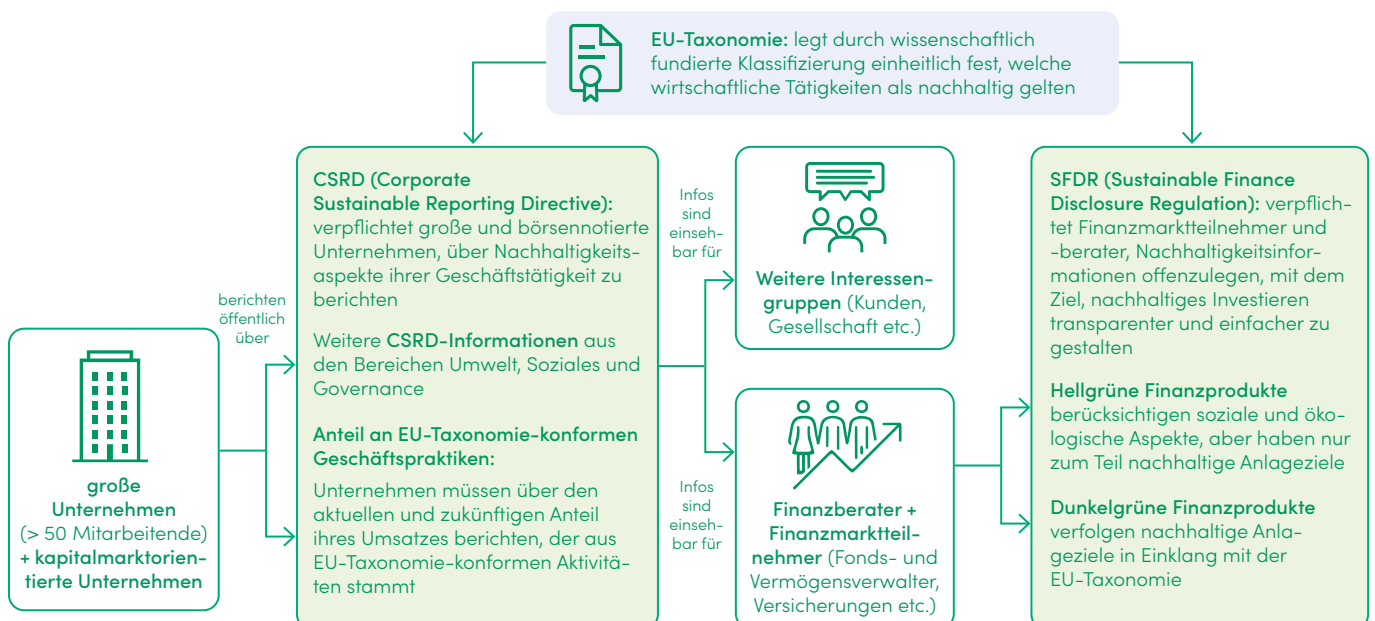 EU-Taxonomie: legt durch wissenschaftlich
fundierte Klassifizierung einheitlich fest, welche
wirtschaftliche Tätigkeiten als nachhaltig gelten
große
Unternehmen
(> 50 Mitarbeitende)
+ kapitalmarktorien-
tierte Unternehmen
berichten
öffentlich
über
CSRD (Corporate
Sustainable Reporting Directive):
verpflichtet große und börsennotierte
Unternehmen, über Nachhaltigkeits-
aspekte ihrer Geschäftstätigkeit zu
berichten
Weitere CSRD-Informationen aus
den Bereichen Umwelt, Soziales und
Governance
Anteil an EU-Taxonomie-konformen
Geschäftspraktiken:
Unternehmen müssen über den
aktuellen und zukünftigen Anteil
ihres Umsatzes berichten, der aus
EU-Taxonomie-konformen Aktivitä-
ten stammt
Infos
sind
einseh-
bar für
Weitere Interessen-
gruppen (Kunden,
Gesellschaft etc.)
Infos
sind
einseh-
bar für
Finanzberater +
Finanzmarktteil-
nehmer (Fonds- und
Vermögensverwalter,
Versicherungen etc.)
SFDR (Sustainable Finance
Disclosure Regulation): verpflich-
tet Finanzmarktteilnehmer und
-berater, Nachhaltigkeitsinfor-
mationen offenzulegen, mit dem
Ziel, nachhaltiges Investieren
transparenter und einfacher zu
gestalten
Hellgrüne Finanzprodukte
berücksichtigen soziale und öko-
logische Aspekte, aber haben nur
zum Teil nachhaltige Anlageziele
Dunkelgrüne Finanzprodukte
verfolgen nachhaltige Anla-
geziele in Einklang mit der
EU-Taxonomie